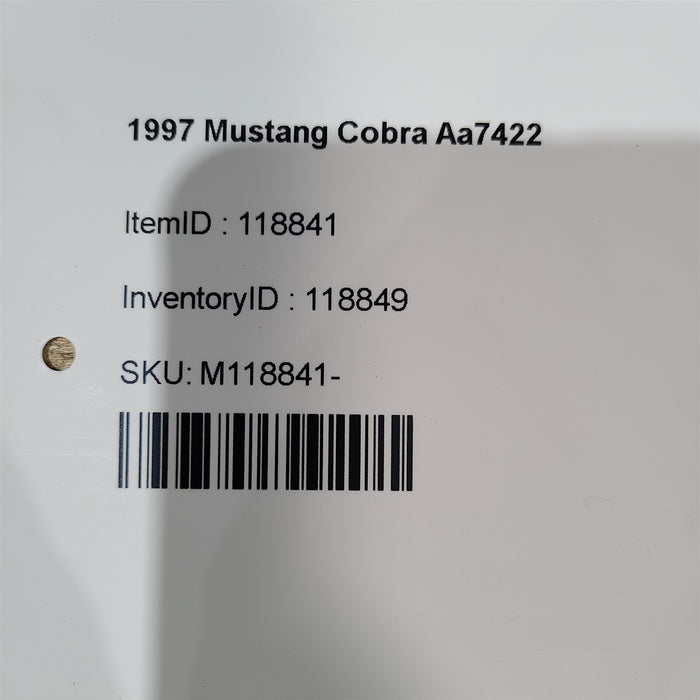 1997 Mustang Cobra Aa7422
ItemID : 118841
InventoryID : 118849
SKU: M118841-